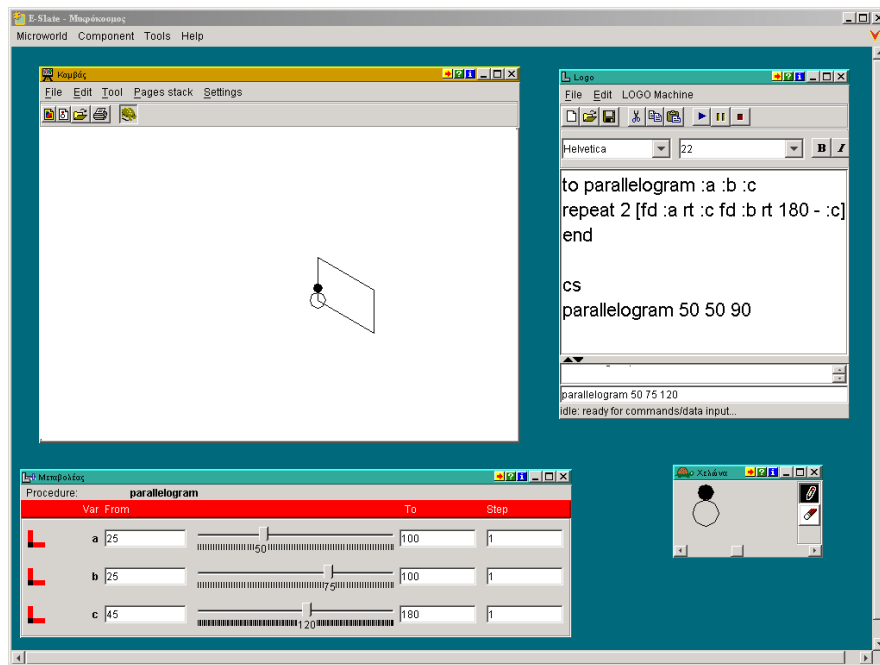 E-Slate - Μικρόκοσμος
Microworld Component Tools Help
Καμβάς
File Edit Tool Pages stack Settings
Logo
File Edit LOGO Machine
Helvetica 22 B I
to parallelogram :a :b :c
repeat 2 [fd :a rt :c fd :b rt 180 - :c]
end
cs
parallelogram 50 50 90
parallelogram 50 75 120
idle: ready for commands/data input...
Μεταβολέας
Procedure: parallelogram
Var From To Step
a 25 50 100 1
b 25 75 100 1
c 45 120 180 1
Χελώνα